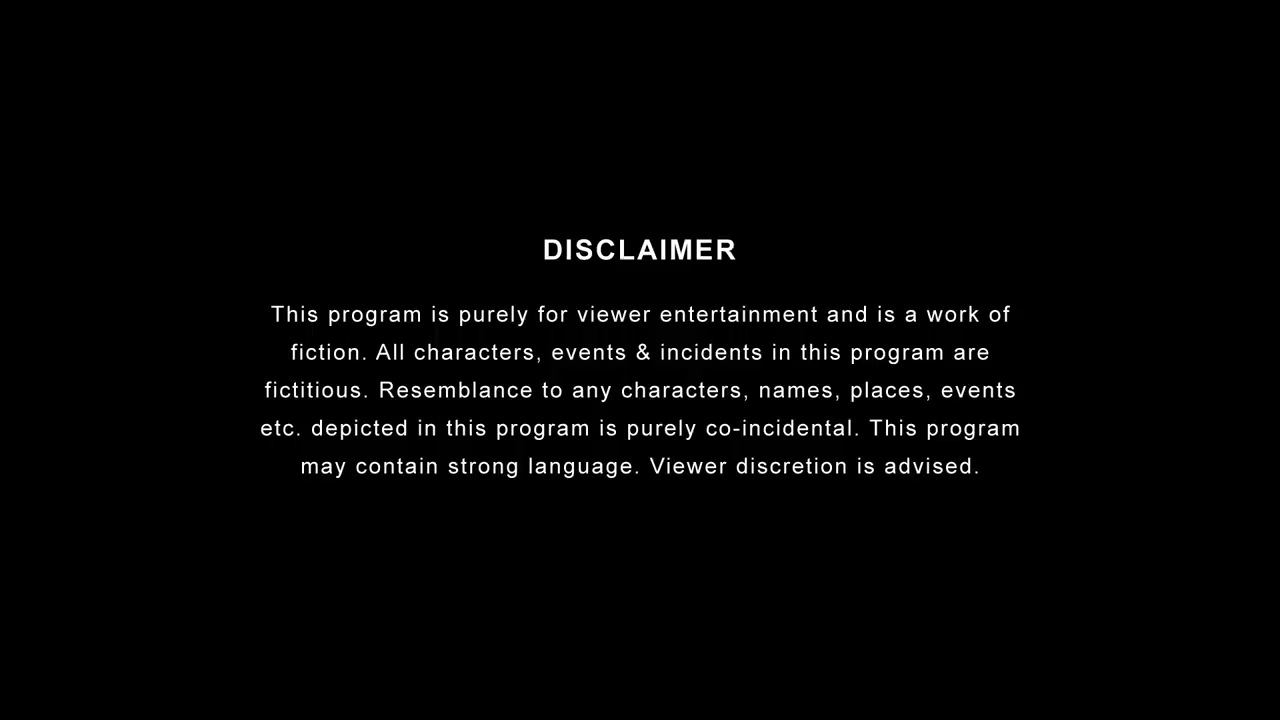 DISCLAIMER
This program is purely for viewer entertainment and is a work of
fiction. All characters, events & incidents in this program are
fictitious. Resemblance to any characters, names, places, events
etc. depicted in this program is purely co-incidental. This program
may contain strong language. Viewer discretion is advised.